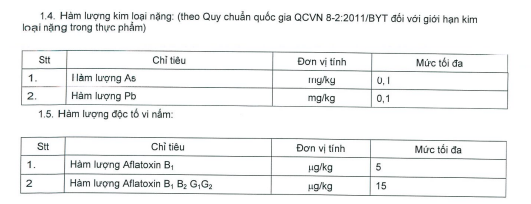 1.4. Hàm lượng kim loại nặng: (theo Quy chuẩn quốc gia QCVN 8-2:2011/BYT đối với giới hạn kim
loại nặng trong thực phẩm)
Stt Chỉ tiêu Đơn vị tính Mức tối đa
1. Hàm lượng As mg/kg 0,1
2. Hàm lượng Pb mg/kg 0,1
1.5. Hàm lượng độc tố vi nấm:
Stt Chỉ tiêu Đơn vị tính Mức tối đa
1. Hàm lượng Aflatoxin B₁ µg/kg 5
2 Hàm lượng Aflatoxin B₁ B₂ G₁G₂ µg/kg 15